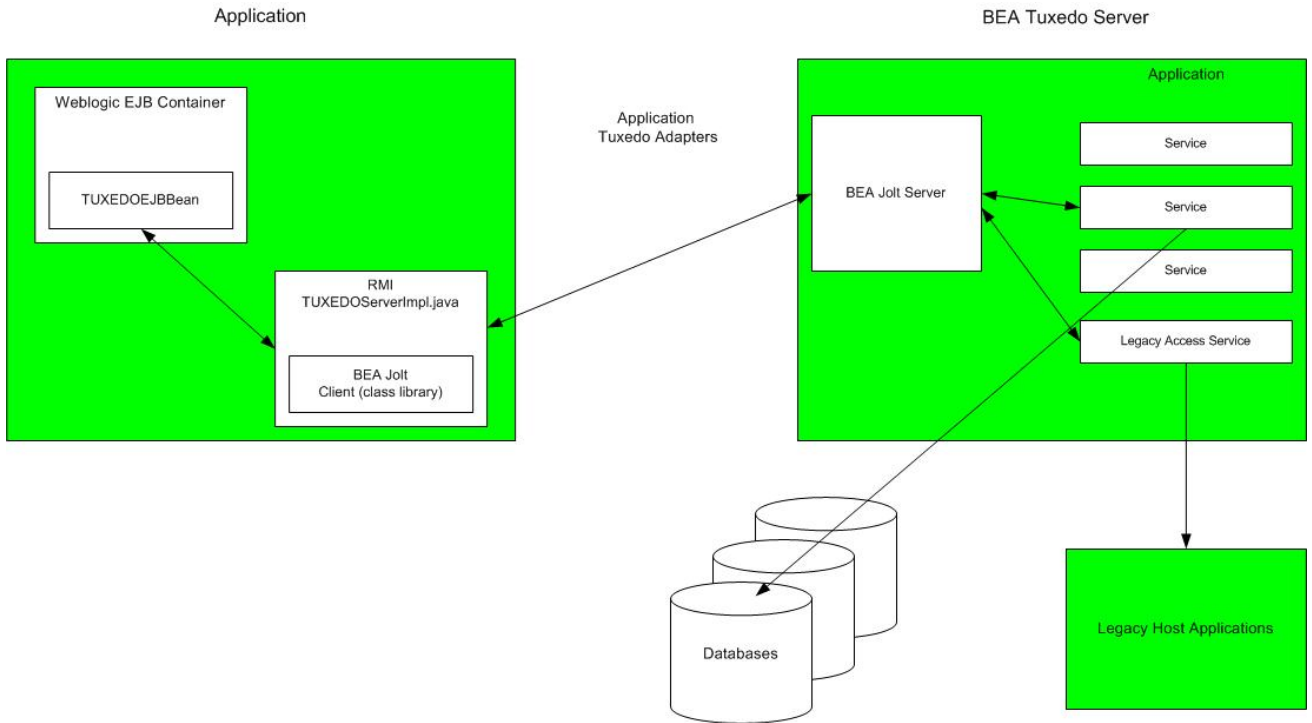 Application
BEA Tuxedo Server
Weblogic EJB Container
TUXEDOEJBBean
RMI
TUXEDOServerImpl.java
BEA Jolt
Client (class library)
Application
Tuxedo Adapters
Application
BEA Jolt Server
Service
Service
Service
Legacy Access Service
Databases
Legacy Host Applications